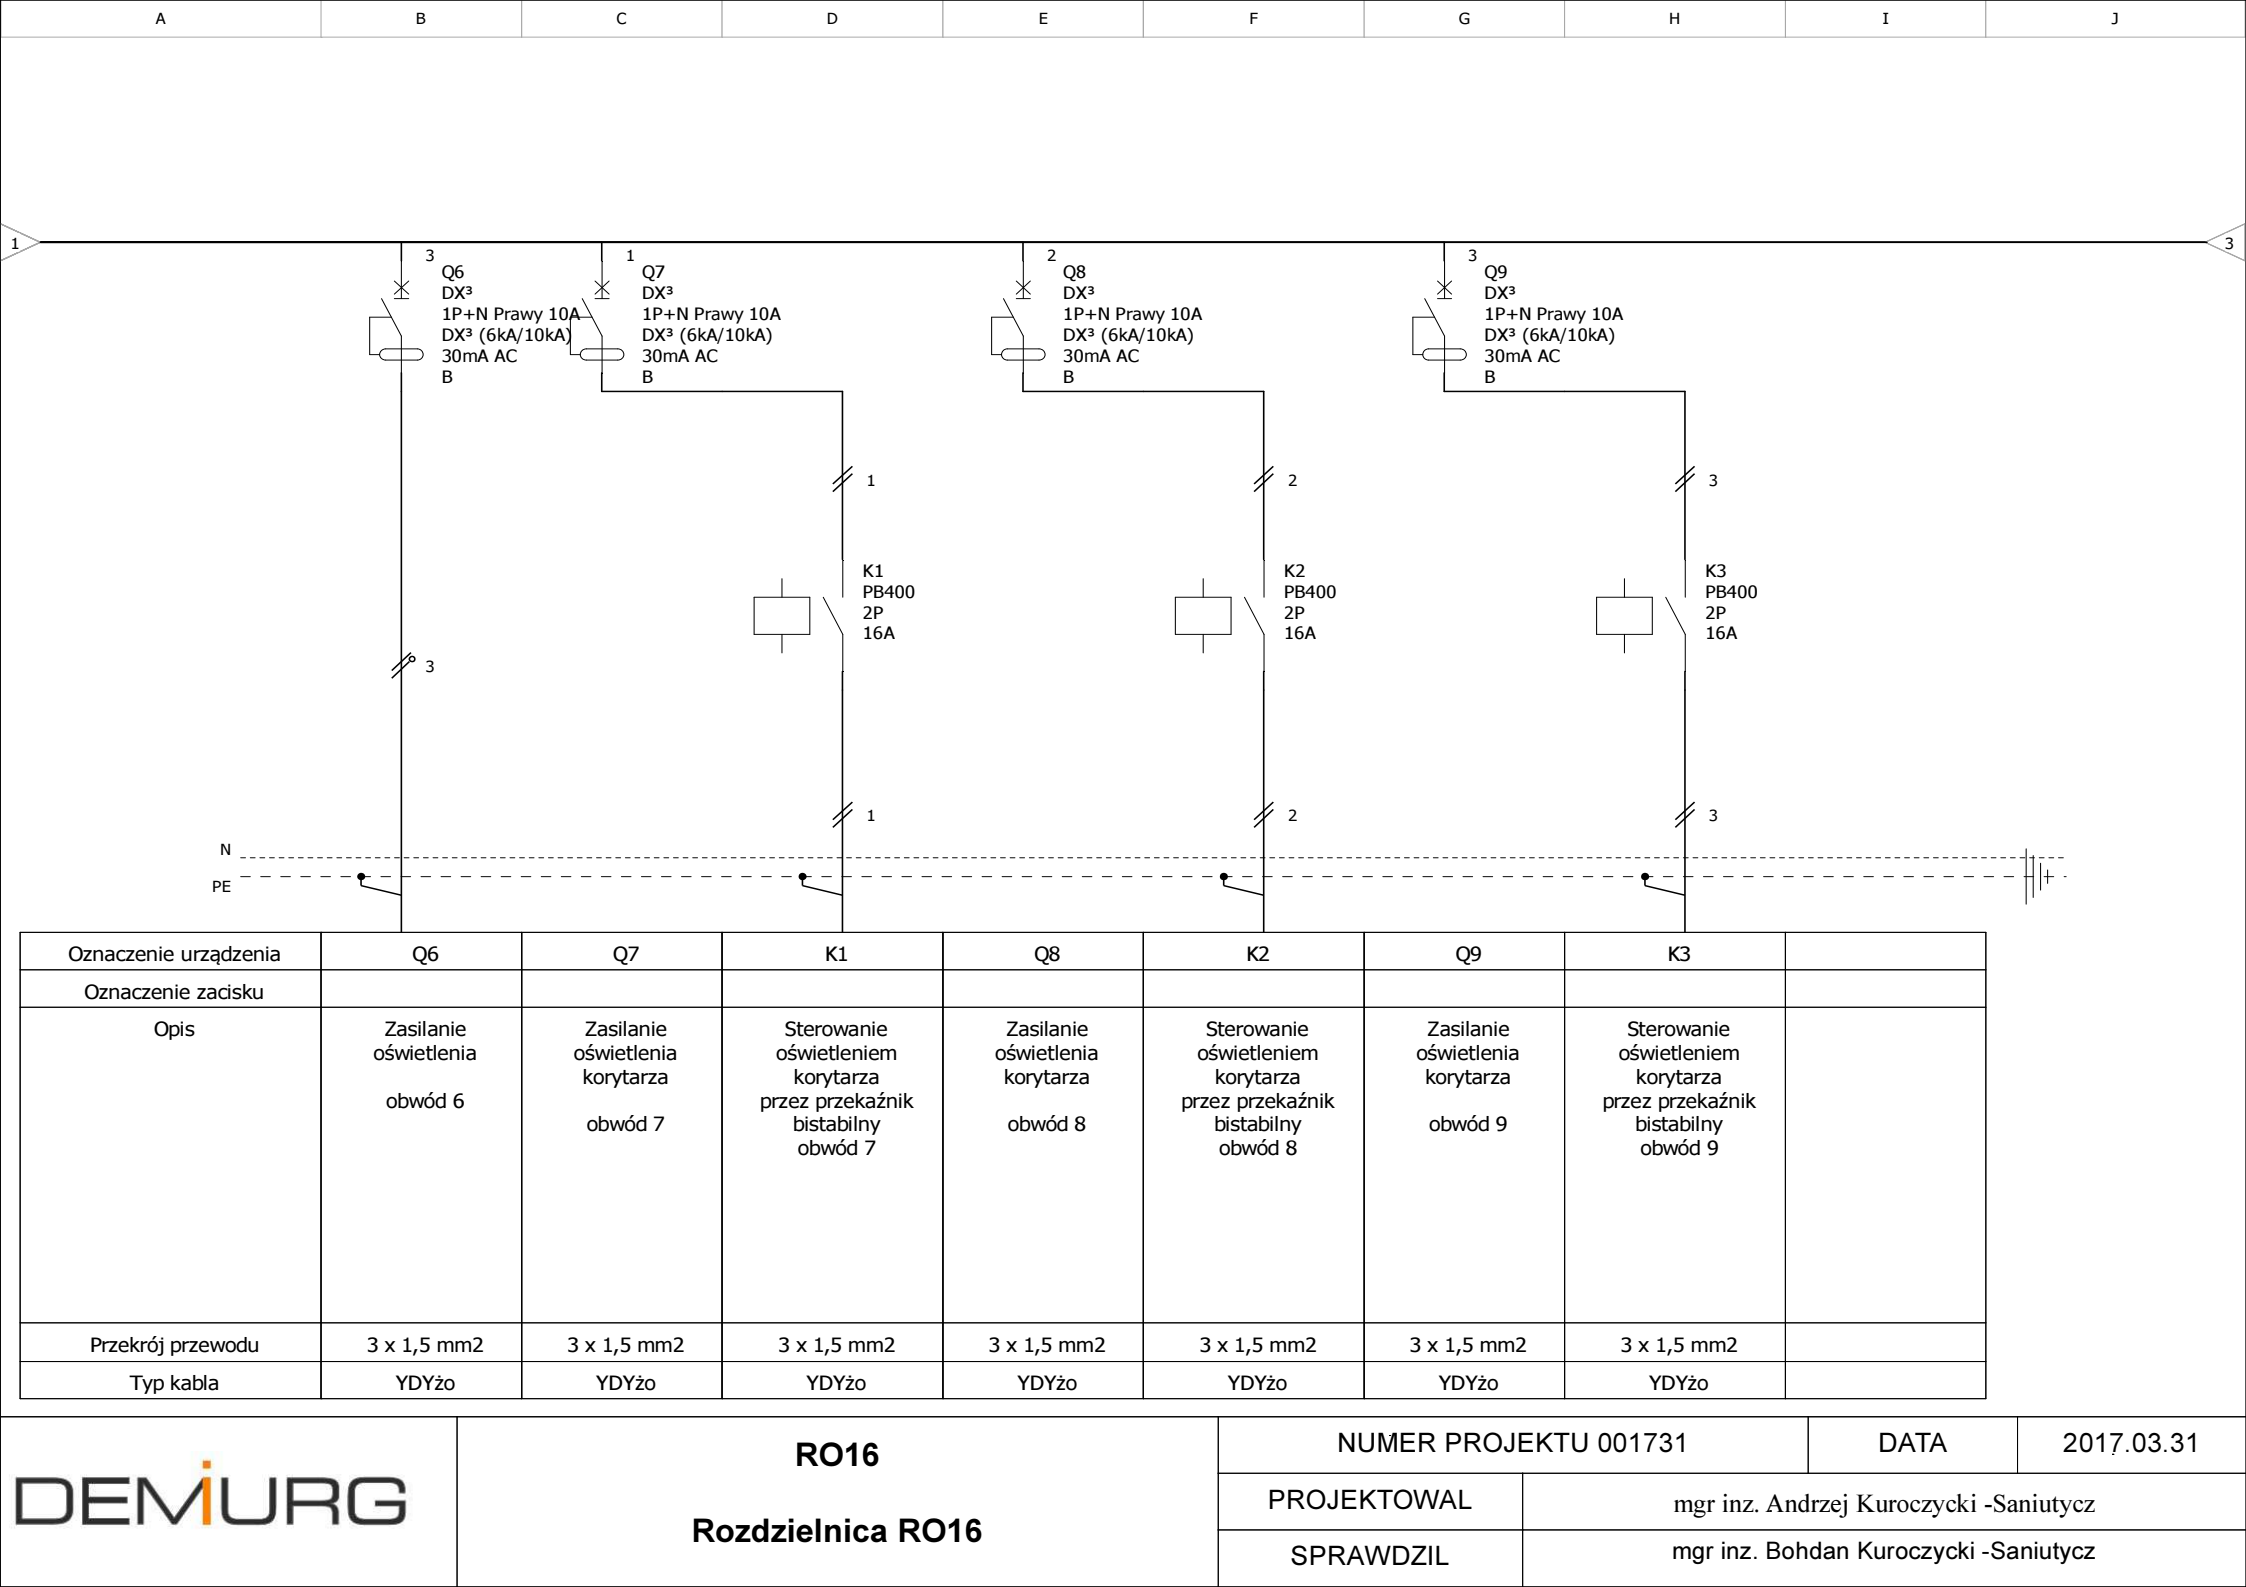 A B C D E F G H I J
1
3
3
Q6
DX³
1P+N Prawy 10A
DX³ (6kA/10kA)
30mA AC
B
1
Q7
DX³
1P+N Prawy 10A
DX³ (6kA/10kA)
30mA AC
B
2
Q8
DX³
1P+N Prawy 10A
DX³ (6kA/10kA)
30mA AC
B
3
Q9
DX³
1P+N Prawy 10A
DX³ (6kA/10kA)
30mA AC
B
1
2
3
K1
PB400
2P
16A
K2
PB400
2P
16A
K3
PB400
2P
16A
3
1
2
3
N
PE
Oznaczenie urządzenia Q6 Q7 K1 Q8 K2 Q9 K3
Oznaczenie zacisku
Opis
Zasilanie
oświetlenia
obwód 6
Zasilanie
oświetlenia
korytarza
obwód 7
Sterowanie
oświetleniem
korytarza
przez przekaźnik
bistabilny
obwód 7
Zasilanie
oświetlenia
korytarza
obwód 8
Sterowanie
oświetleniem
korytarza
przez przekaźnik
bistabilny
obwód 8
Zasilanie
oświetlenia
korytarza
obwód 9
Sterowanie
oświetleniem
korytarza
przez przekaźnik
bistabilny
obwód 9
Przekrój przewodu 3 x 1,5 mm2 3 x 1,5 mm2 3 x 1,5 mm2 3 x 1,5 mm2 3 x 1,5 mm2 3 x 1,5 mm2 3 x 1,5 mm2
Typ kabla YDYżo YDYżo YDYżo YDYżo YDYżo YDYżo YDYżo
DEMiURG
RO16
Rozdzielnica RO16
NUMER PROJEKTU 001731 DATA 2017.03.31
PROJEKTOWAL mgr inz. Andrzej Kuroczycki -Saniutycz
SPRAWDZIL mgr inz. Bohdan Kuroczycki -Saniutycz